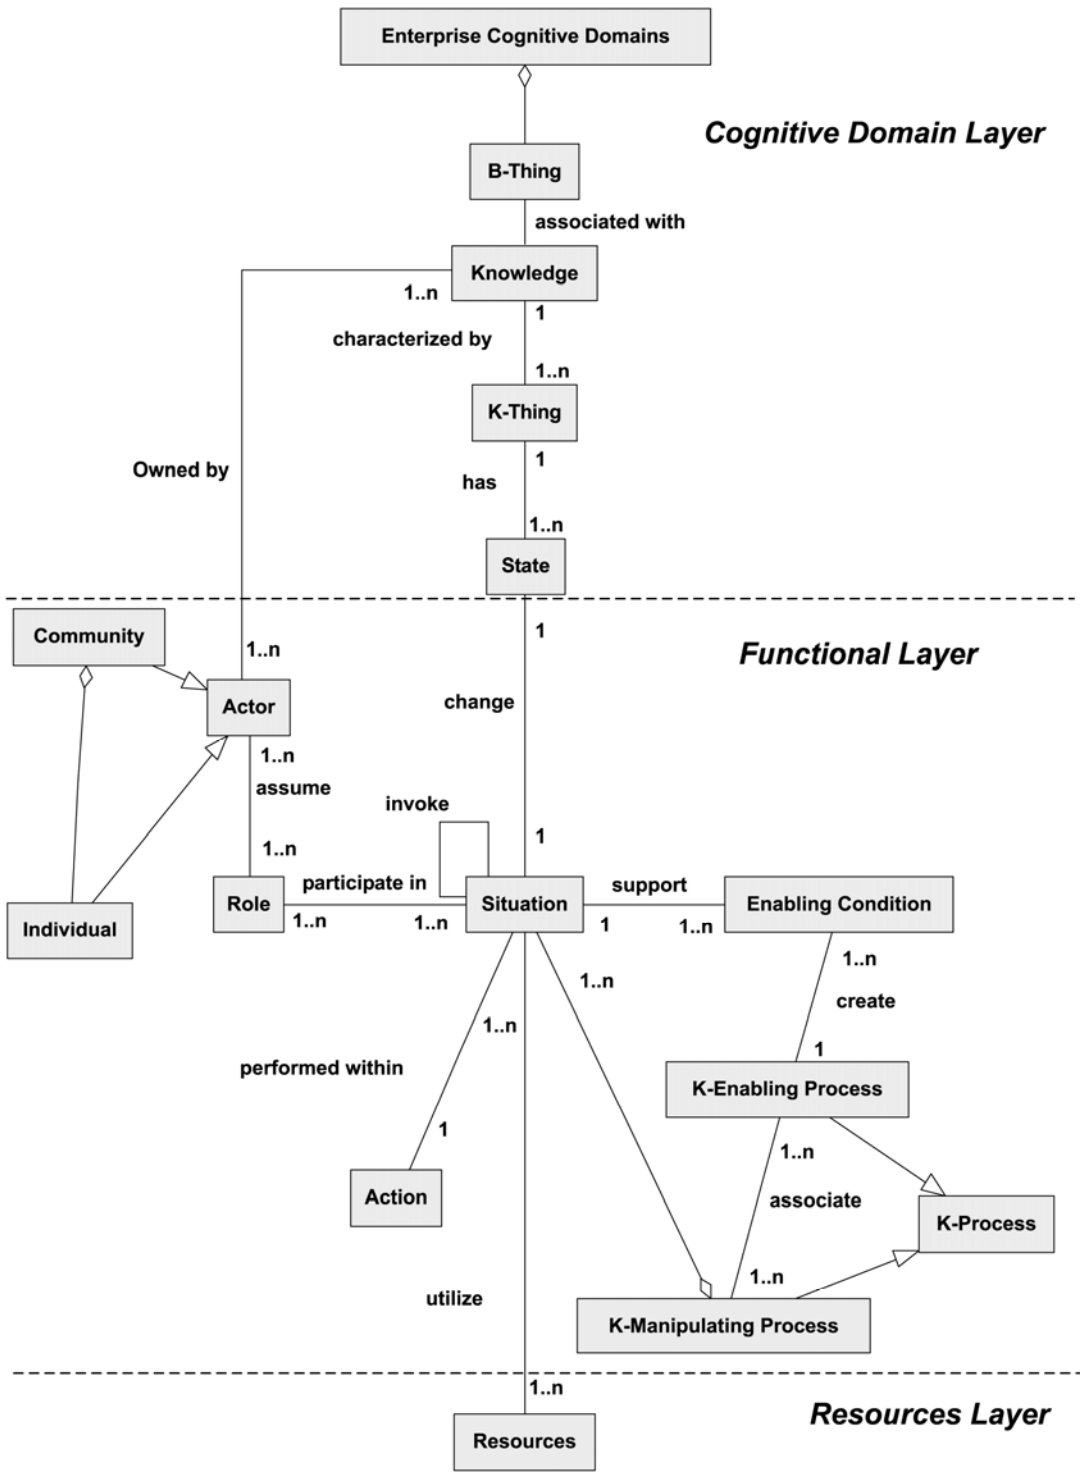 Enterprise Cognitive Domains
Cognitive Domain Layer
B-Thing
associated with
Knowledge
1..n
1
characterized by
1..n
K-Thing
Owned by
1
has
1..n
State
Community
1
Functional Layer
1..n
Actor
change
1..n
assume
invoke
1
1..n
participate in
support
Role
Situation
Enabling Condition
1..n
1..n
1
1..n
Individual
1..n
1..n
create
1..n
1
performed within
K-Enabling Process
1
1..n
Action
associate
K-Process
1..n
utilize
K-Manipulating Process
1..n
Resources Layer
Resources